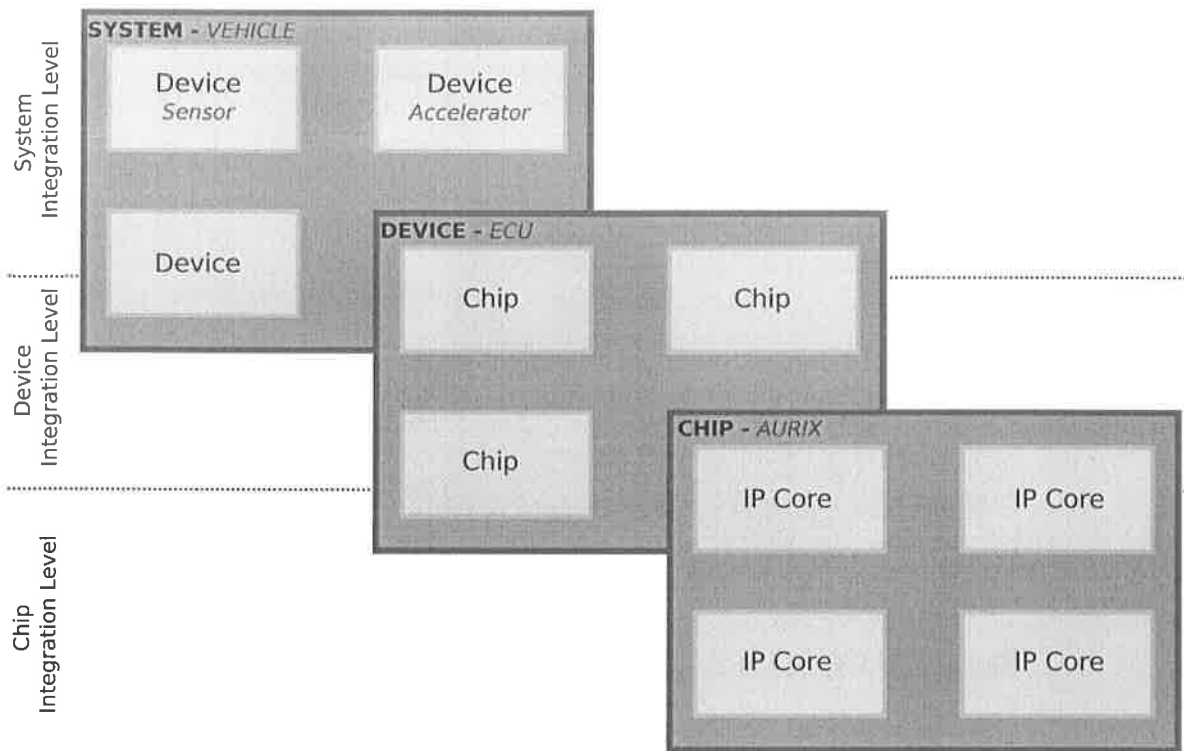 System
Integration Level
SYSTEM - VEHICLE
Device
Sensor
Device
Accelerator
Device
Device
Integration Level
DEVICE - ECU
Chip
Chip
Chip
Chip
Integration Level
CHIP - AURIX
IP Core
IP Core
IP Core
IP Core